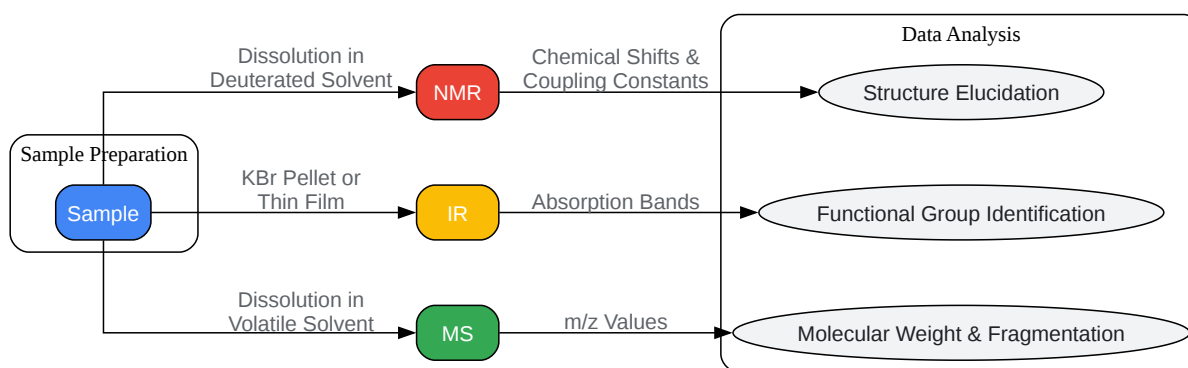 Data Analysis
Dissolution in
Deuterated Solvent
NMR
Chemical Shifts &
Coupling Constants
Structure Elucidation
Sample Preparation
Sample
KBr Pellet or
Thin Film
IR
Absorption Bands
Functional Group Identification
Dissolution in
Volatile Solvent
MS
m/z Values
Molecular Weight & Fragmentation